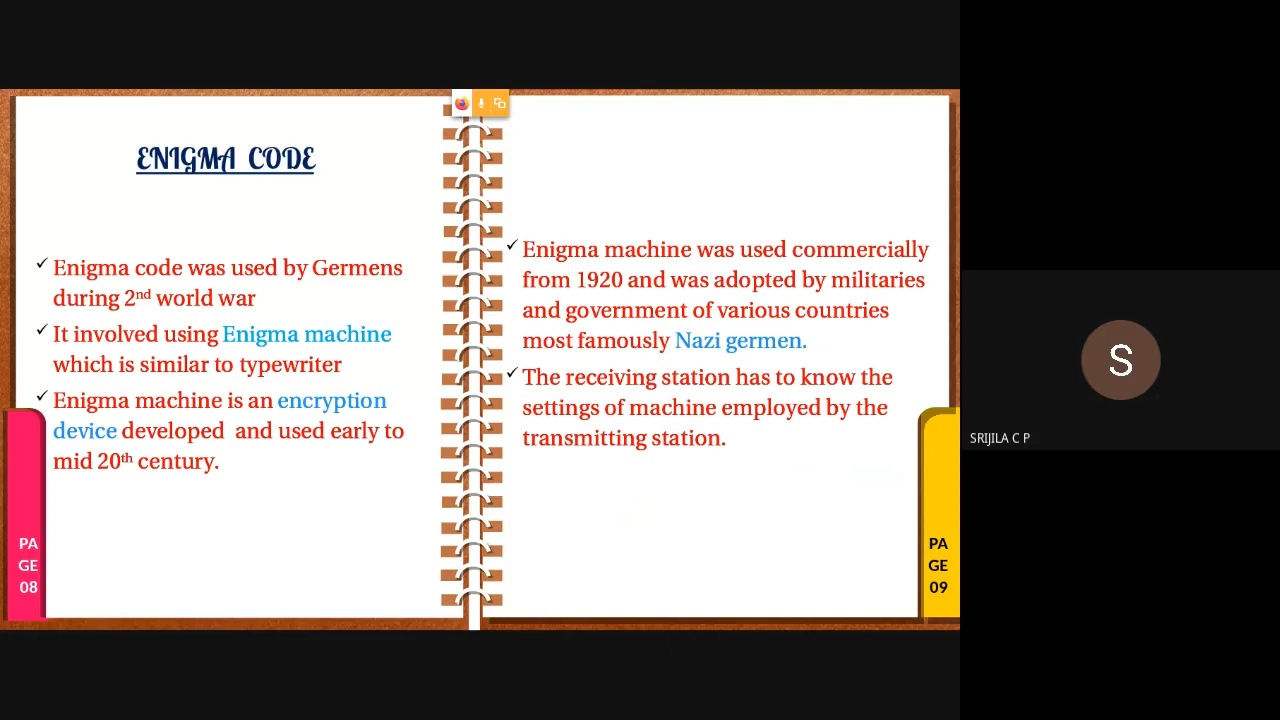 ENIGMA CODE
✓ Enigma code was used by Germens
during 2nd world war
✓ It involved using Enigma machine
which is similar to typewriter
✓ Enigma machine is an encryption
device developed and used early to
mid 20th century.
PA
GE
08
✓ Enigma machine was used commercially
from 1920 and was adopted by militaries
and government of various countries
most famously Nazi germen.
✓ The receiving station has to know the
settings of machine employed by the
transmitting station.
PA
GE
09
S
SRIJILA C P